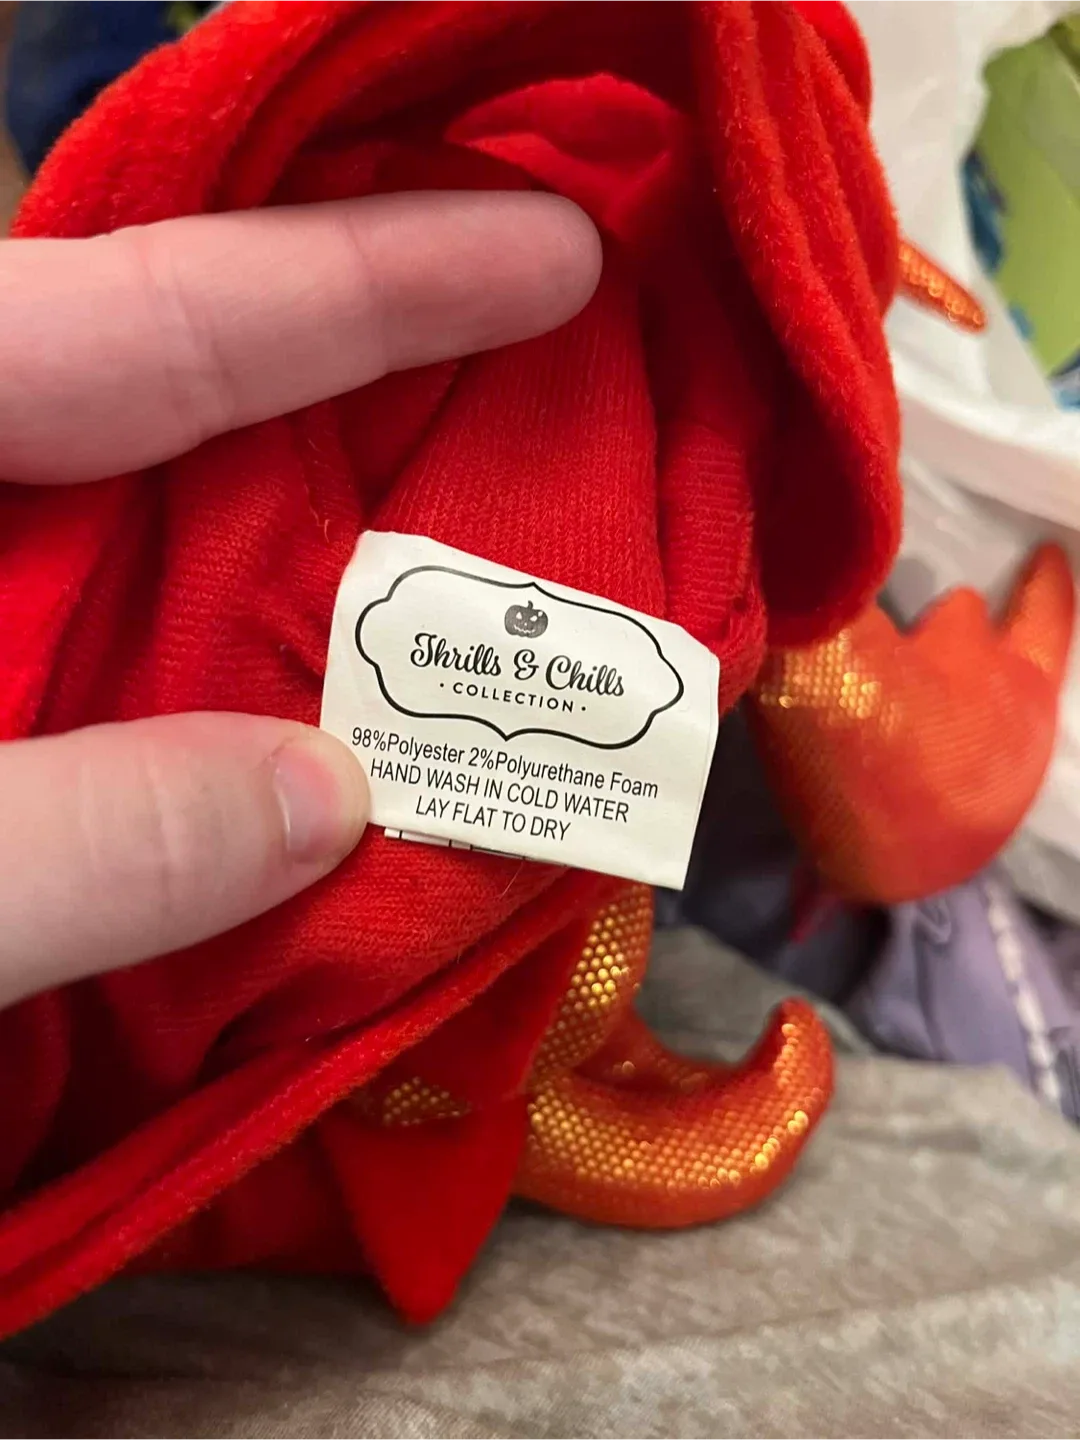 Thrills & Chills
• COLLECTION •
98%Polyester 2%Polyurethane Foam
HAND WASH IN COLD WATER
LAY FLAT TO DRY